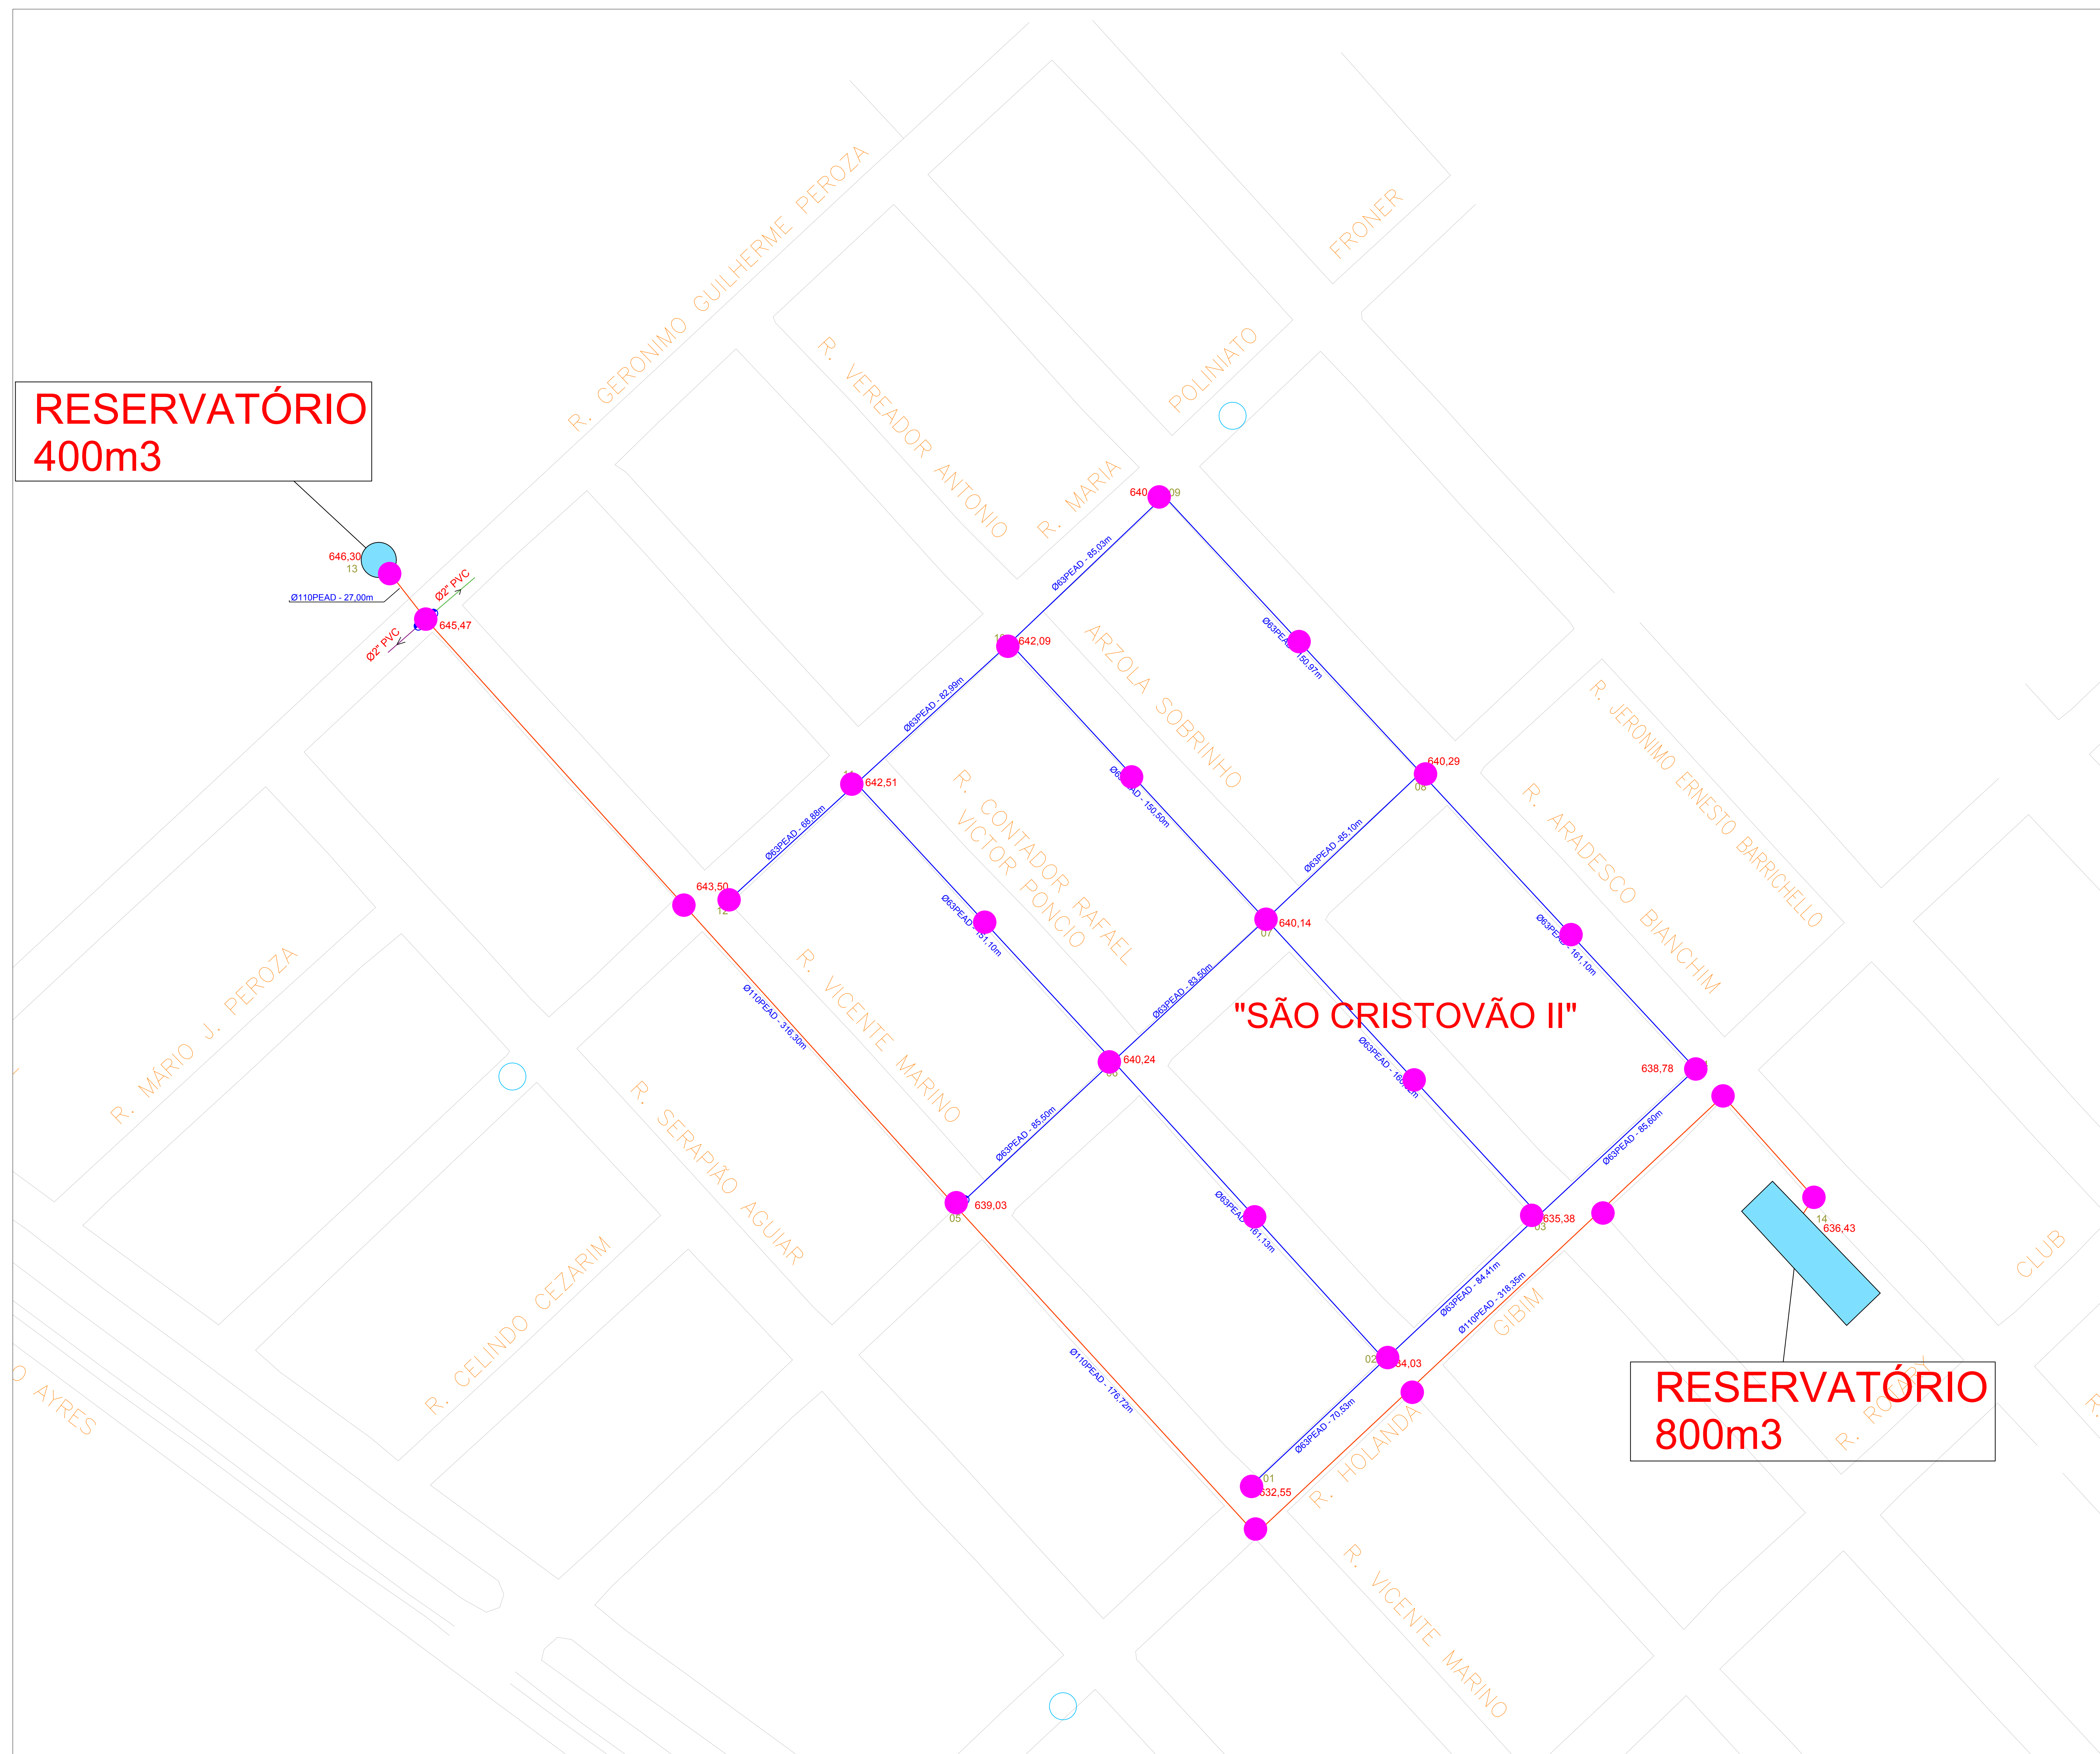 R. GERONIMO GUILHERME PEROZA
FRONER
POLINIATO
R. VEREADOR ANTONIO
R. MARIA
RESERVATÓRIO
400m3
640,
09
646,30
13
Ø110PEAD - 27,00m
Ø2" PVC
Ø2" PVC
645,47
Ø63PEAD - 85,03m
642,09
ARZOLA SOBRINHO
Ø63PEAD - 82,99m
642,51
R. JERONIMO ERNESTO BARRICHELLO
640,29
08
R. CONTADOR RAFAEL
VICTOR PONCIO
R. ARADESCO BIANCHIM
Ø63PEAD - 68,88m
Ø63PEAD -85,10m
643,50
12
640,14
07
R. MÁRIO J. PEROZA
R. VICENTE MARINO
Ø63PEAD - 83,50m
"SÃO CRISTOVÃO II"
Ø110PEAD - 316,30m
640,24
638,78
R. SERAPIÃO AGUIAR
Ø63PEAD - 85,50m
Ø63PEAD - 85,60m
639,03
05
635,38
03
14
636,43
R. CELINDO CEZARIM
CLUB
Ø63PEAD - 84,41m
Ø110PEAD - 318,35m
GIBIM
Ø110PEAD - 176,72m
02
AYRES
RESERVATÓRIO
800m3
Ø63PEAD - 70,53m
R. HOLANDA
01
632,55
R. VICENTE MARINO